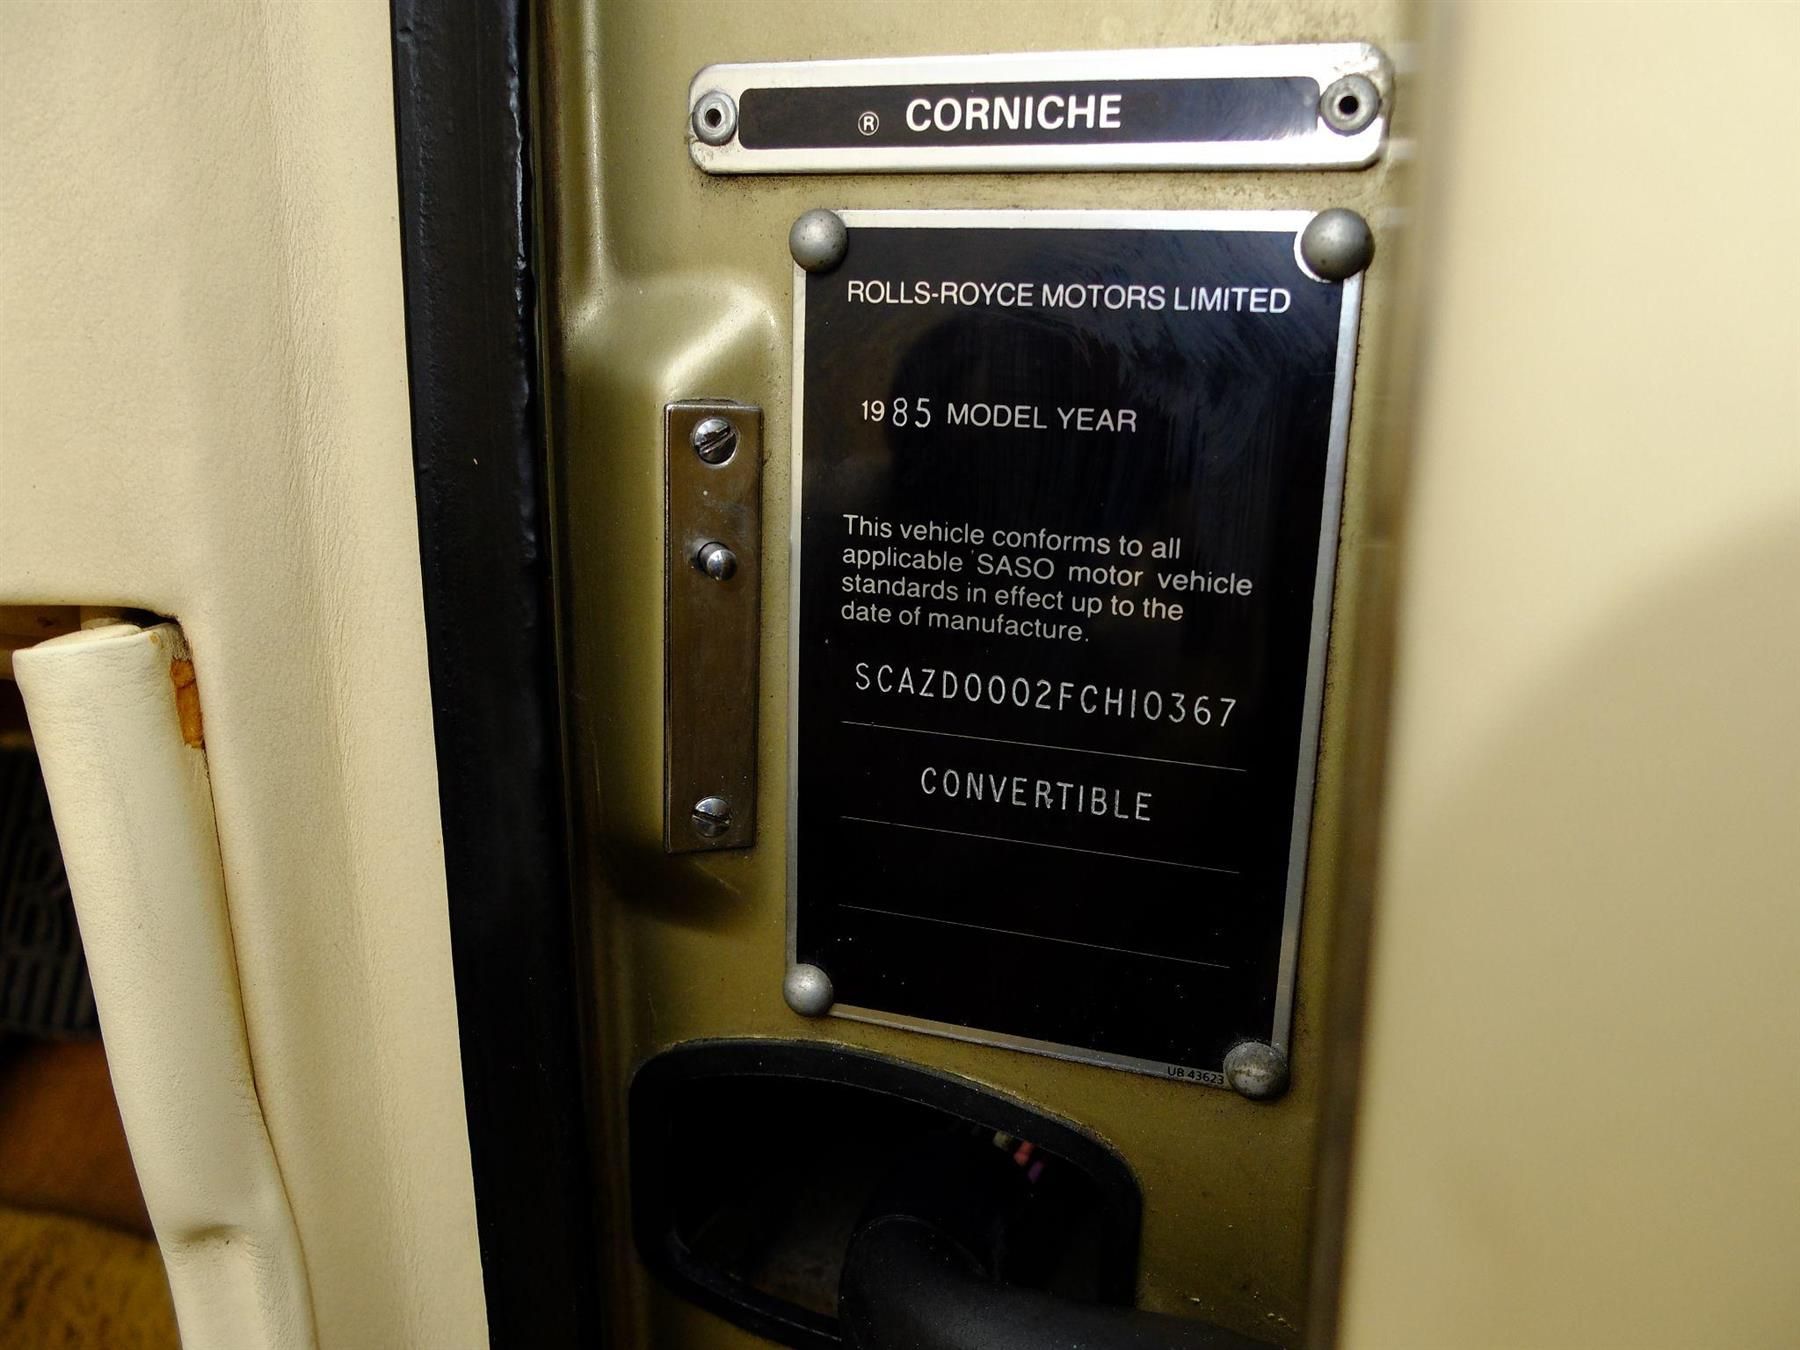 ® CORNICHE
ROLLS-ROYCE MOTORS LIMITED
1985 MODEL YEAR
This vehicle conforms to all
applicable SASO motor vehicle
standards in effect up to the
date of manufacture.
SCAZD0002FCH10367
CONVERTIBLE
UB 43623